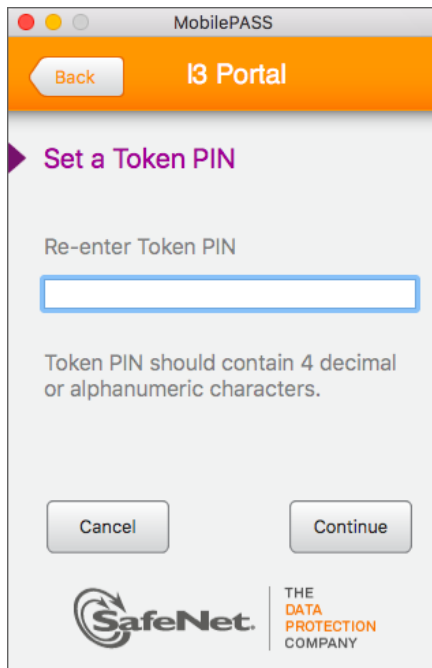 MobilePASS
Back
I3 Portal
Set a Token PIN
Re-enter Token PIN
Token PIN should contain 4 decimal
or alphanumeric characters.
Cancel
Continue
SafeNet.
THE
DATA
PROTECTION
COMPANY